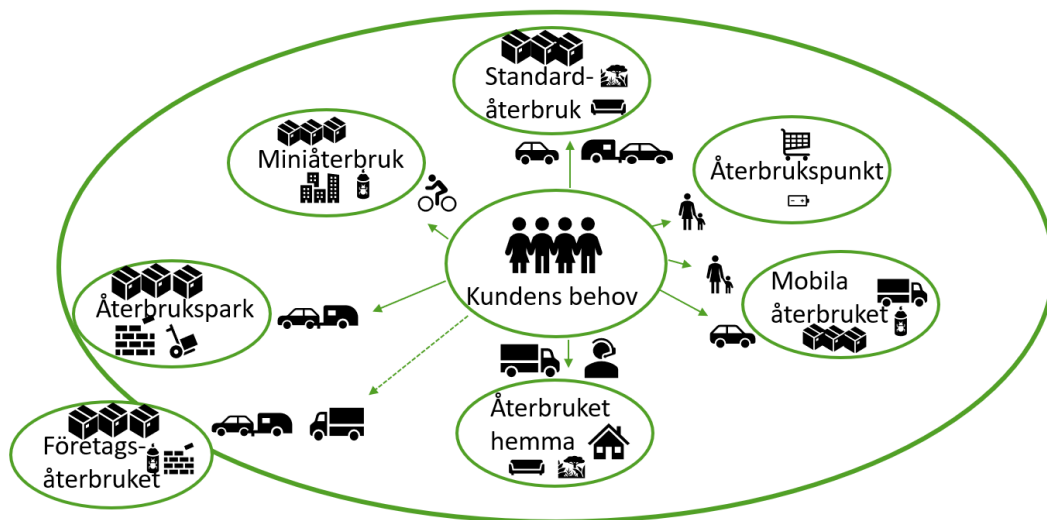 Standard-
återbruk
Miniåterbruk
Återbrukspunkt
Kundens behov
Mobila
återbruket
Återbrukspark
Återbruket
hemma
Företags-
återbruket